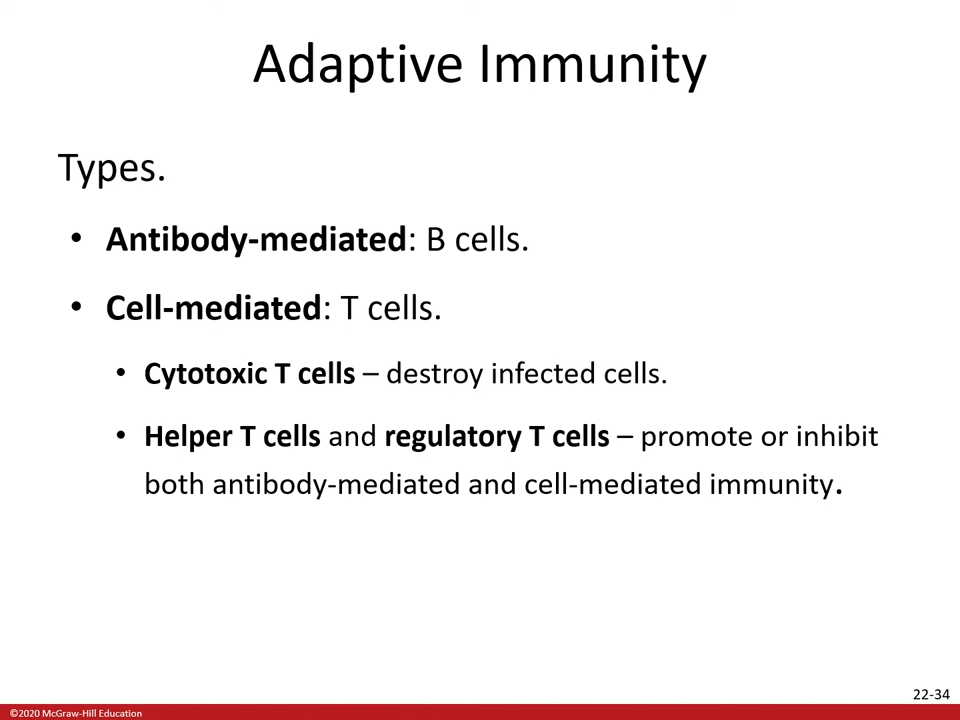 Adaptive Immunity
Types.
• Antibody-mediated: B cells.
• Cell-mediated: T cells.
• Cytotoxic T cells – destroy infected cells.
• Helper T cells and regulatory T cells – promote or inhibit
both antibody-mediated and cell-mediated immunity.
22-34
©2020 McGraw-Hill Education